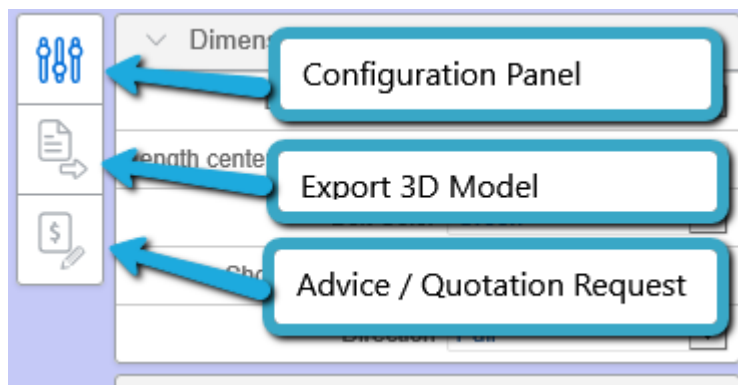 Dimens
Configuration Panel
ength cente
Export 3D Model
$
Advice / Quotation Request
Direction